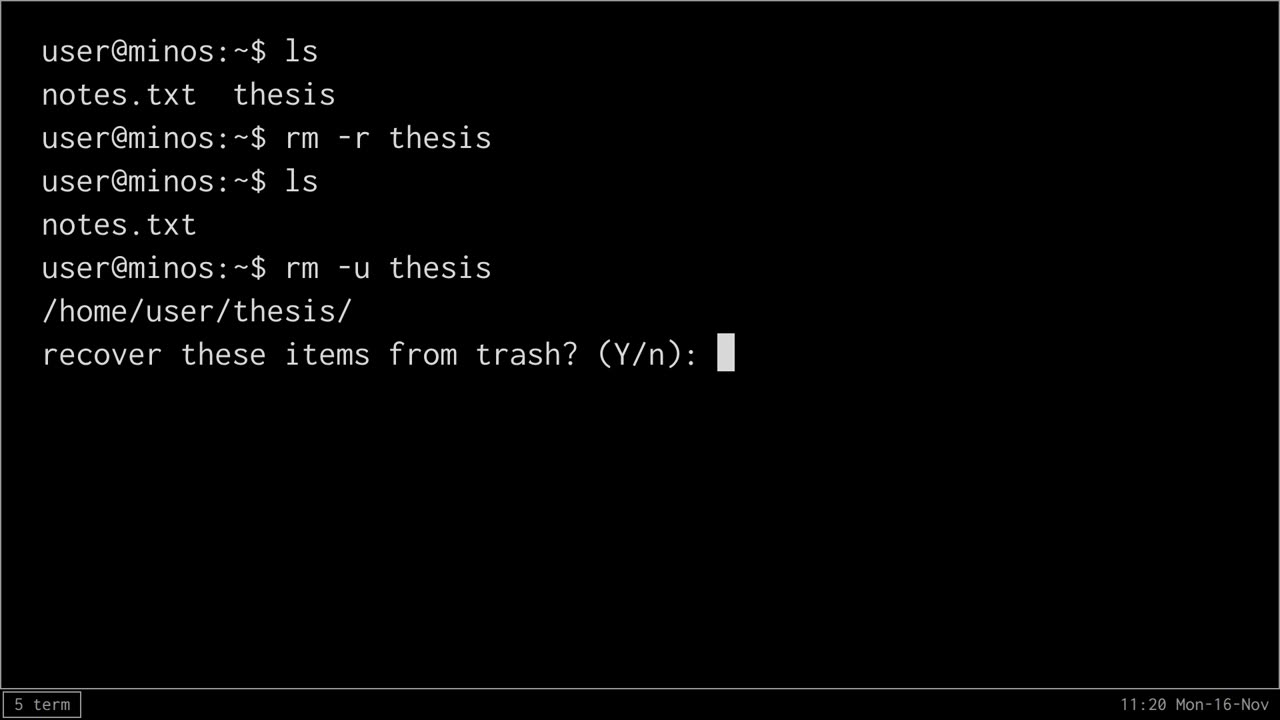 user@minos:~$ ls
notes.txt  thesis
user@minos:~$ rm -r thesis
user@minos:~$ ls
notes.txt
user@minos:~$ rm -u thesis
/home/user/thesis/
recover these items from trash? (Y/n):
5 term
11:20 Mon-16-Nov